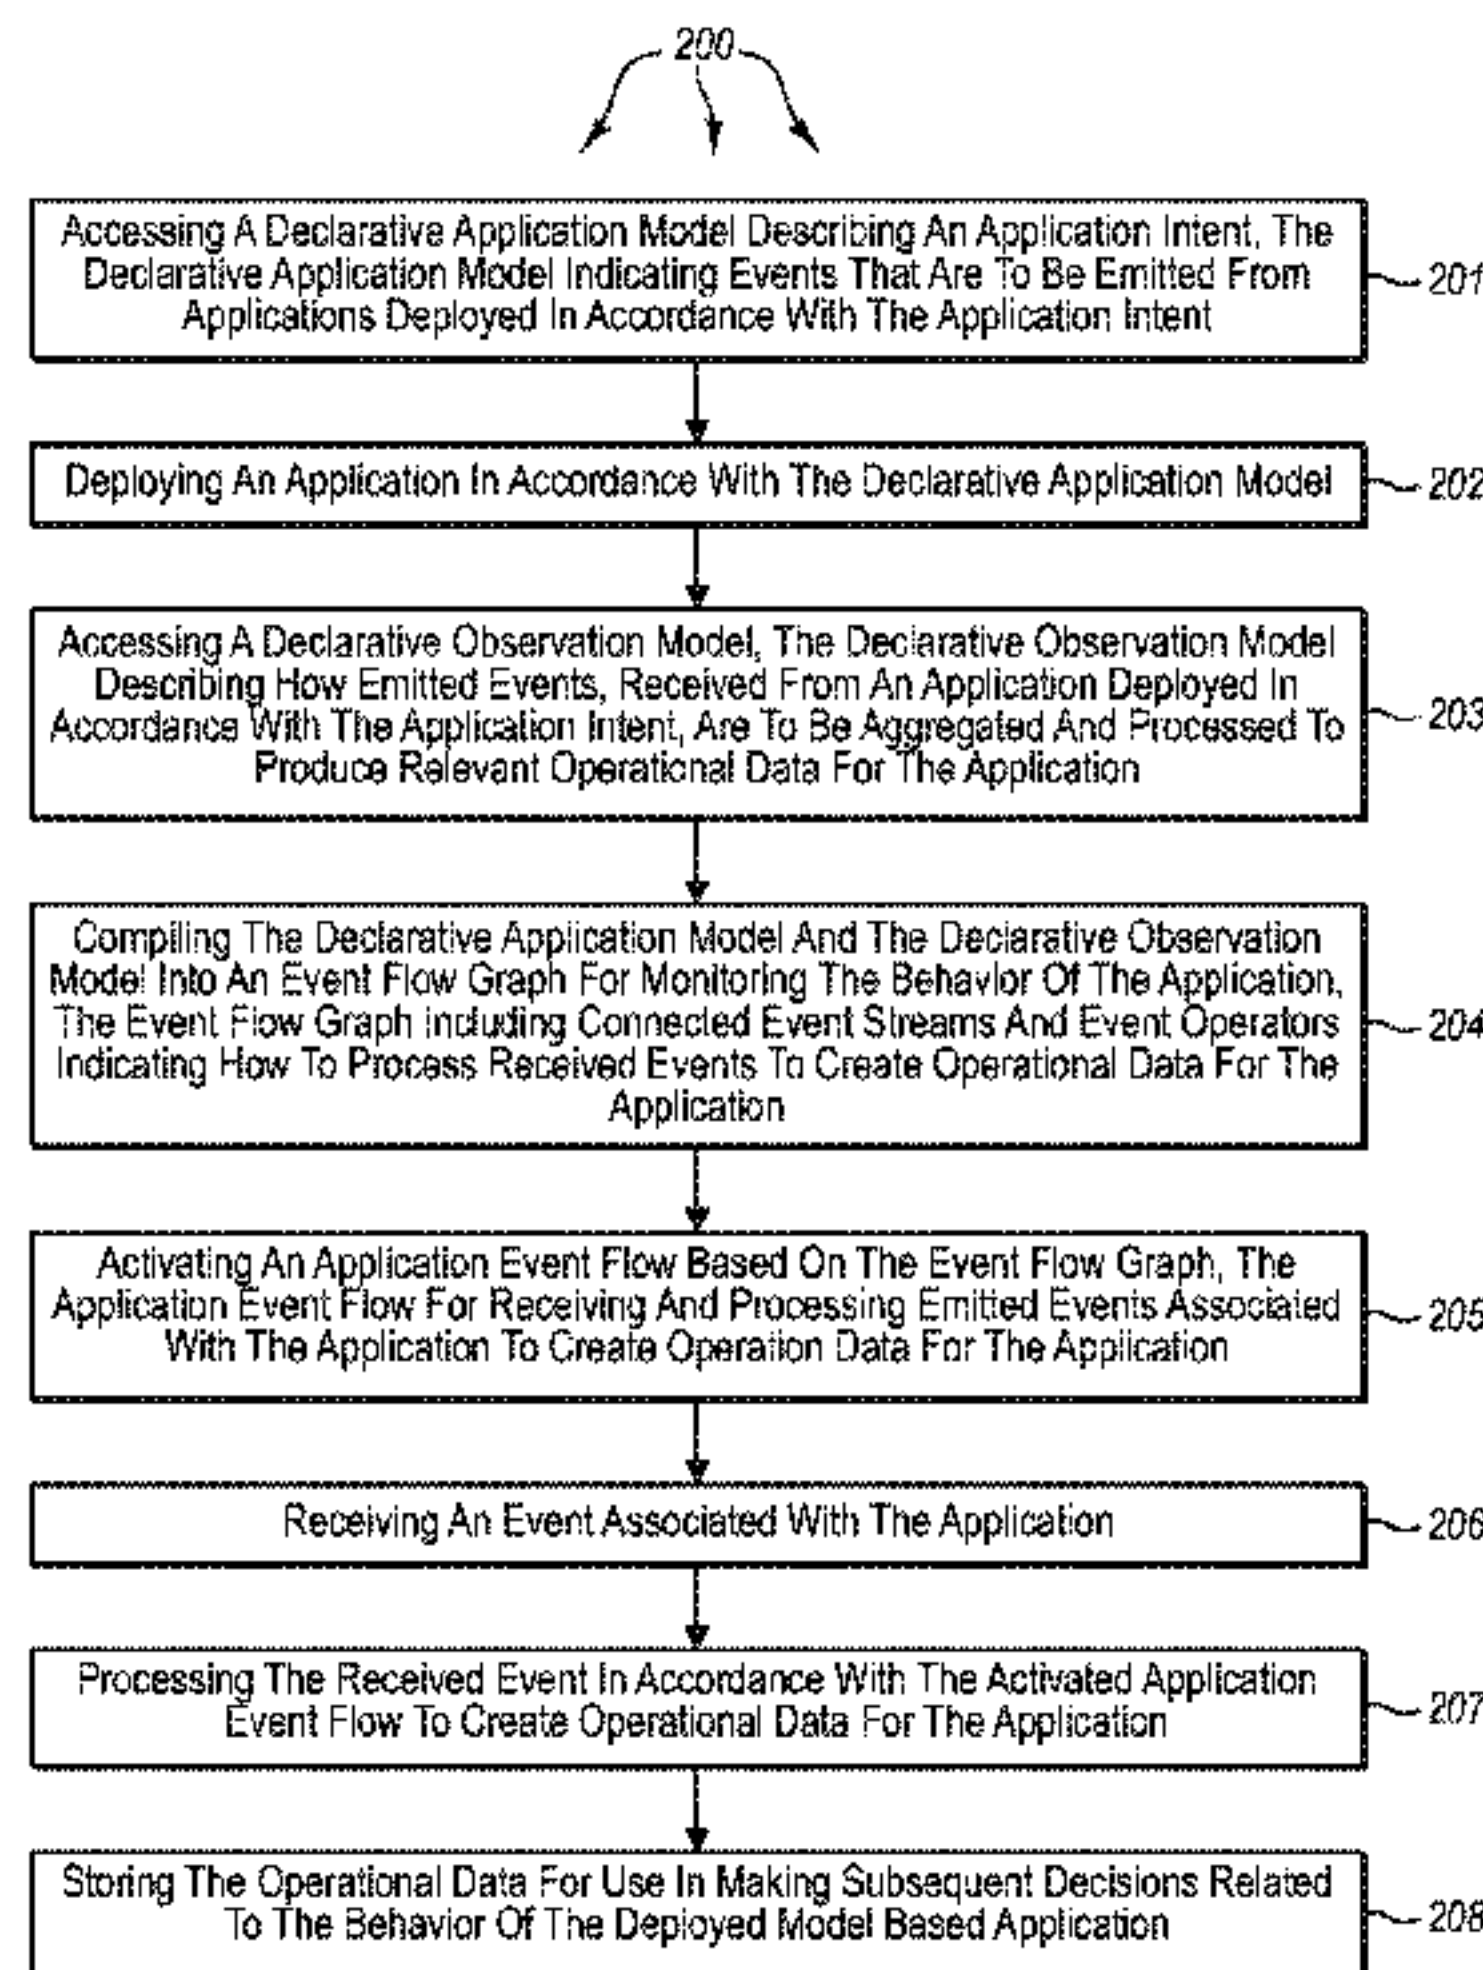 200
Accessing A Declarative Application Model Describing An Application Intent, The
Declarative Application Model Indicating Events That Are To Be Emitted From
Applications Deployed In Accordance With The Application Intent
201
Deploying An Application In Accordance With The Declarative Application Model
202
Accessing A Declarative Observation Model, The Declarative Observation Model
Describing How Emitted Events, Received From An Application Deployed In
Accordance With The Application Intent, Are To Be Aggregated And Processed To
Produce Relevant Operational Data For The Application
203
Compiling The Declarative Application Model And The Declarative Observation
Model Into An Event Flow Graph For Monitoring The Behavior Of The Application,
The Event Flow Graph Including Connected Event Streams And Event Operators
Indicating How To Process Received Events To Create Operational Data For The
Application
204
Activating An Application Event Flow Based On The Event Flow Graph, The
Application Event Flow For Receiving And Processing Emitted Events Associated
With The Application To Create Operation Data For The Application
205
Receiving An Event Associated With The Application
206
Processing The Received Event In Accordance With The Activated Application
Event Flow To Create Operational Data For The Application
207
Storing The Operational Data For Use In Making Subsequent Decisions Related
To The Behavior Of The Deployed Model Based Application
208